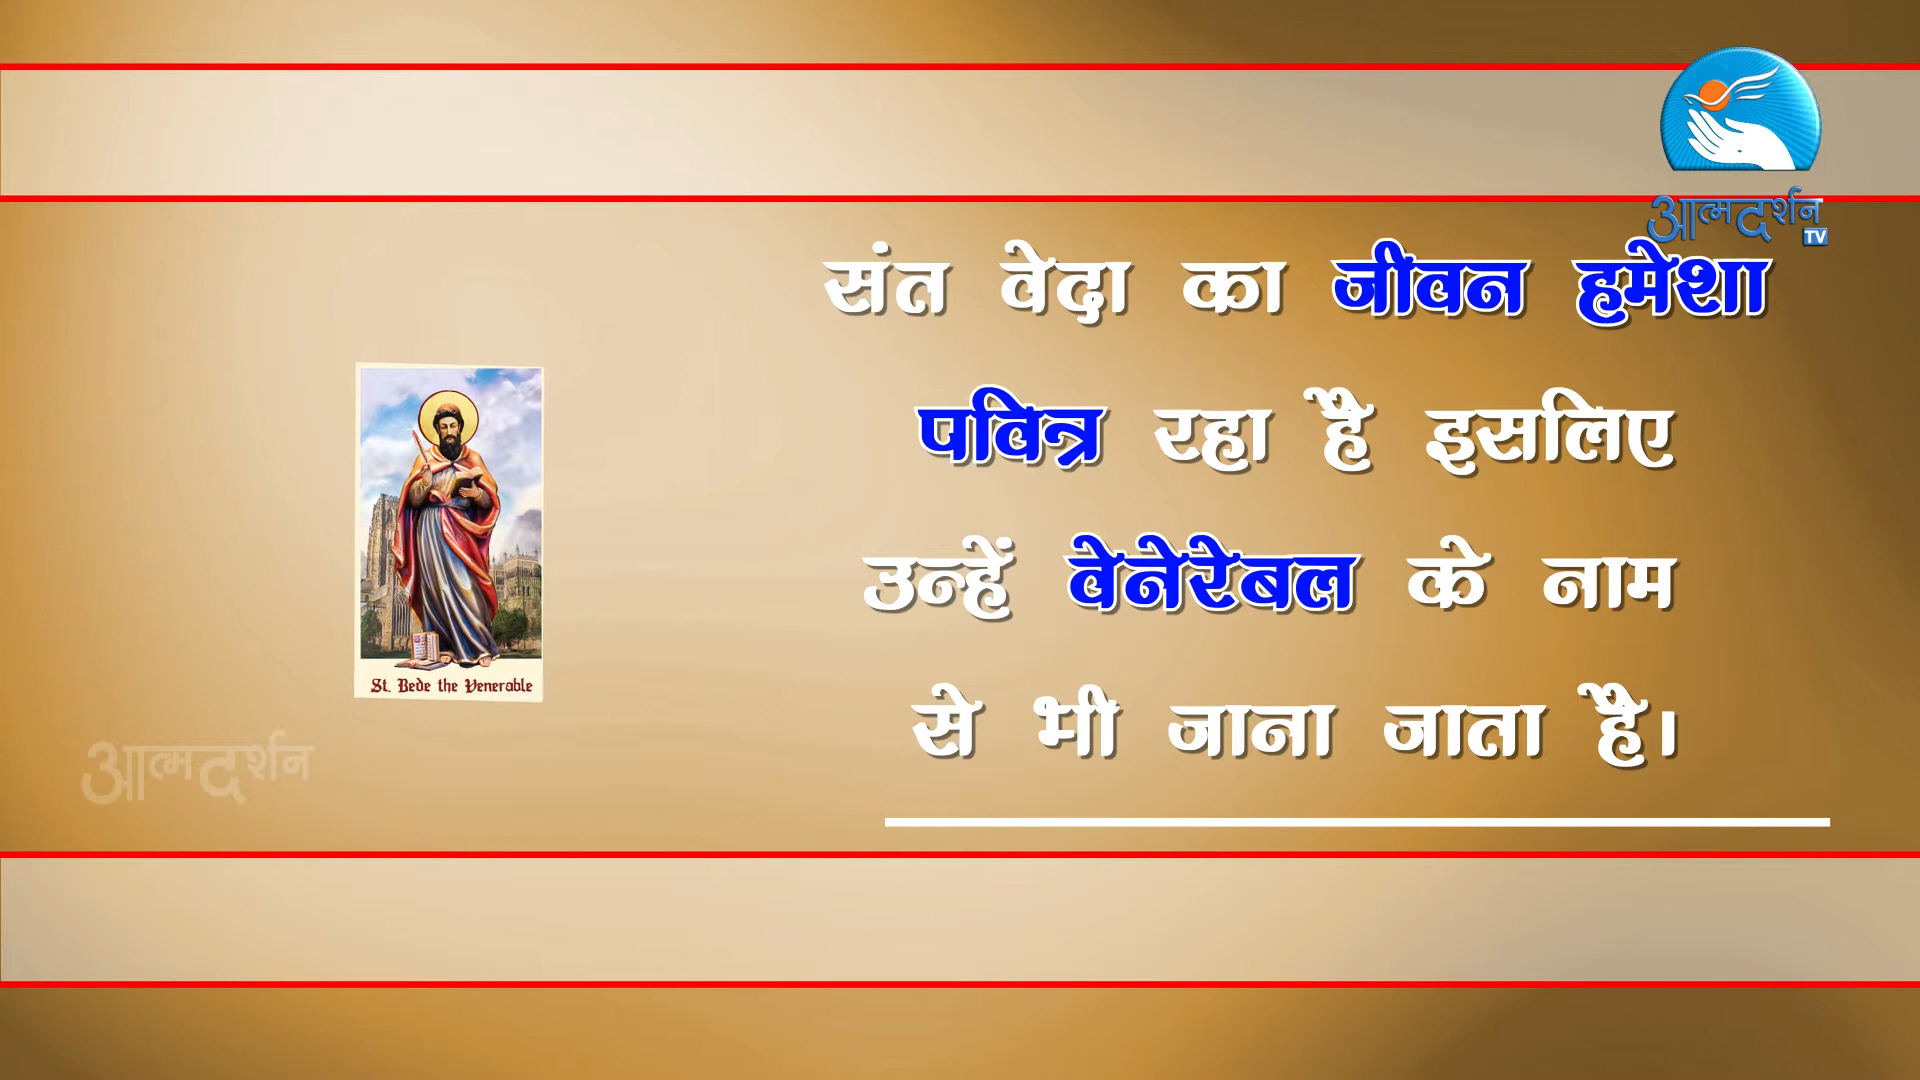 आत्मदर्शन
TV
संत वेदा का जीवन हमेशा
पवित्र रहा है इसलिए
उन्हें वेनेरेबल के नाम
से भी जाना जाता है।
St. Bede the Venerable
आत्मदर्शन